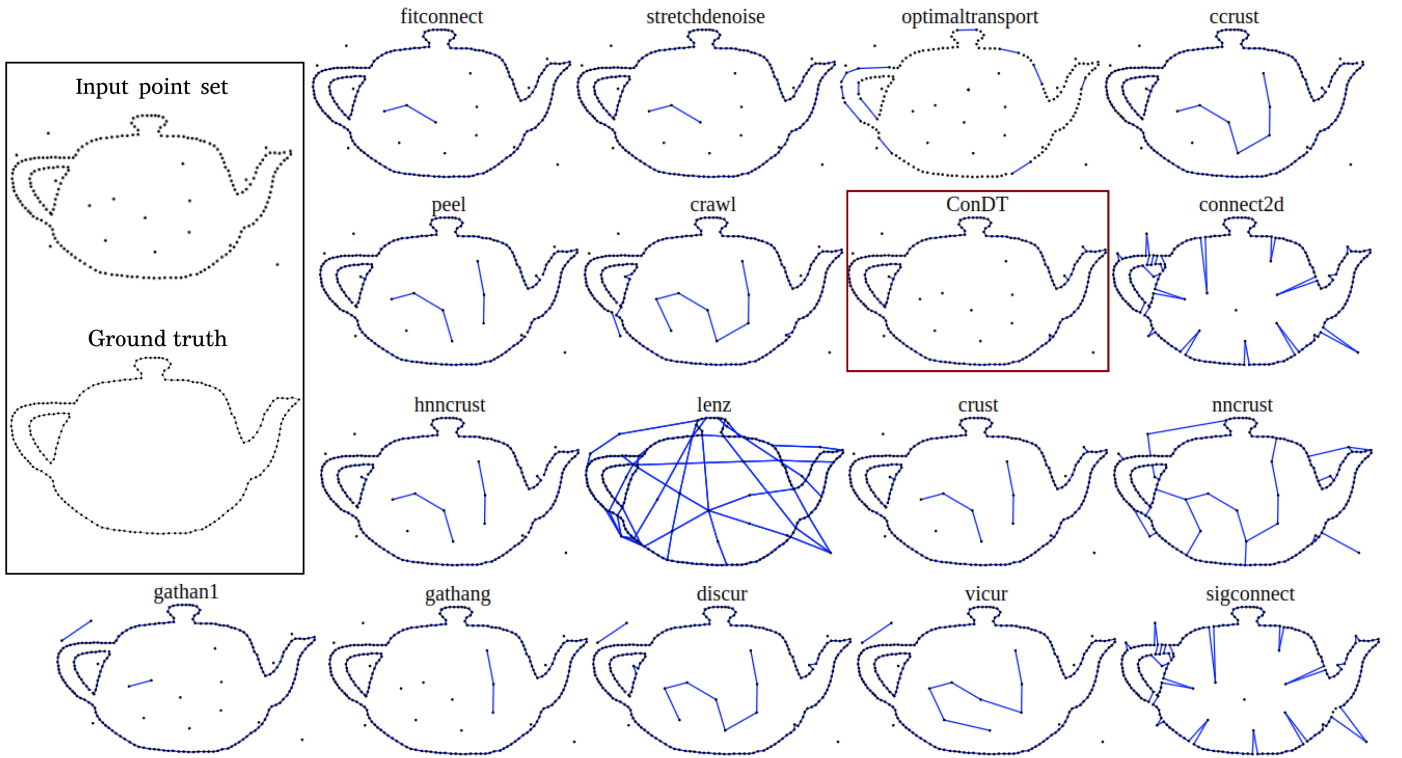 fitconnect
stretchdenoise
optimaltransport
ccrust
Input point set
Ground truth
peel
crawl
ConDT
connect2d
hnncrust
lenz
crust
nncrust
gathan1
gathang
discur
vicur
sigconnect